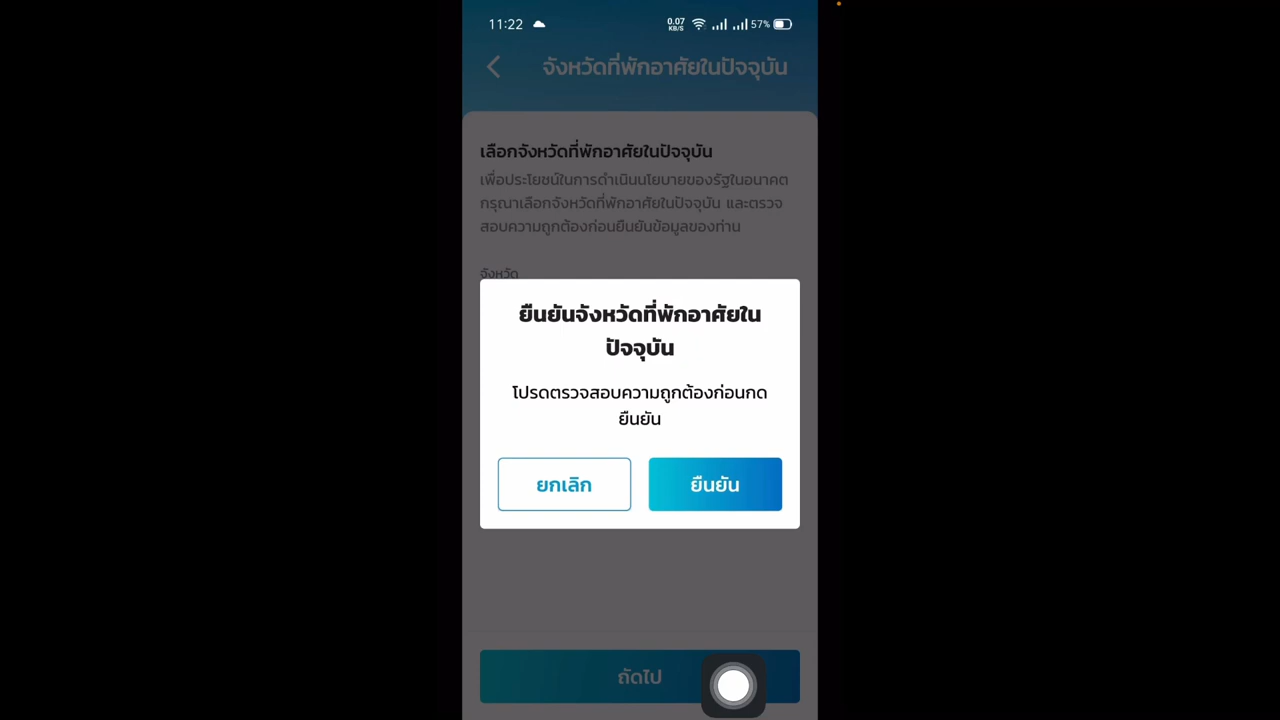 11:22
0.07 KB/S
57%
จังหวัดที่พักอาศัยในปัจจุบัน
เลือกจังหวัดที่พักอาศัยในปัจจุบัน
เพื่อประโยชน์ในการดำเนินนโยบายของรัฐในอนาคต
กรุณาเลือกจังหวัดที่พักอาศัยในปัจจุบัน และตรวจ
สอบความถูกต้องก่อนยืนยันข้อมูลของท่าน
จังหวัด
ยืนยันจังหวัดที่พักอาศัยใน
ปัจจุบัน
โปรดตรวจสอบความถูกต้องก่อนกด
ยืนยัน
ยกเลิก
ยืนยัน
ถัดไป